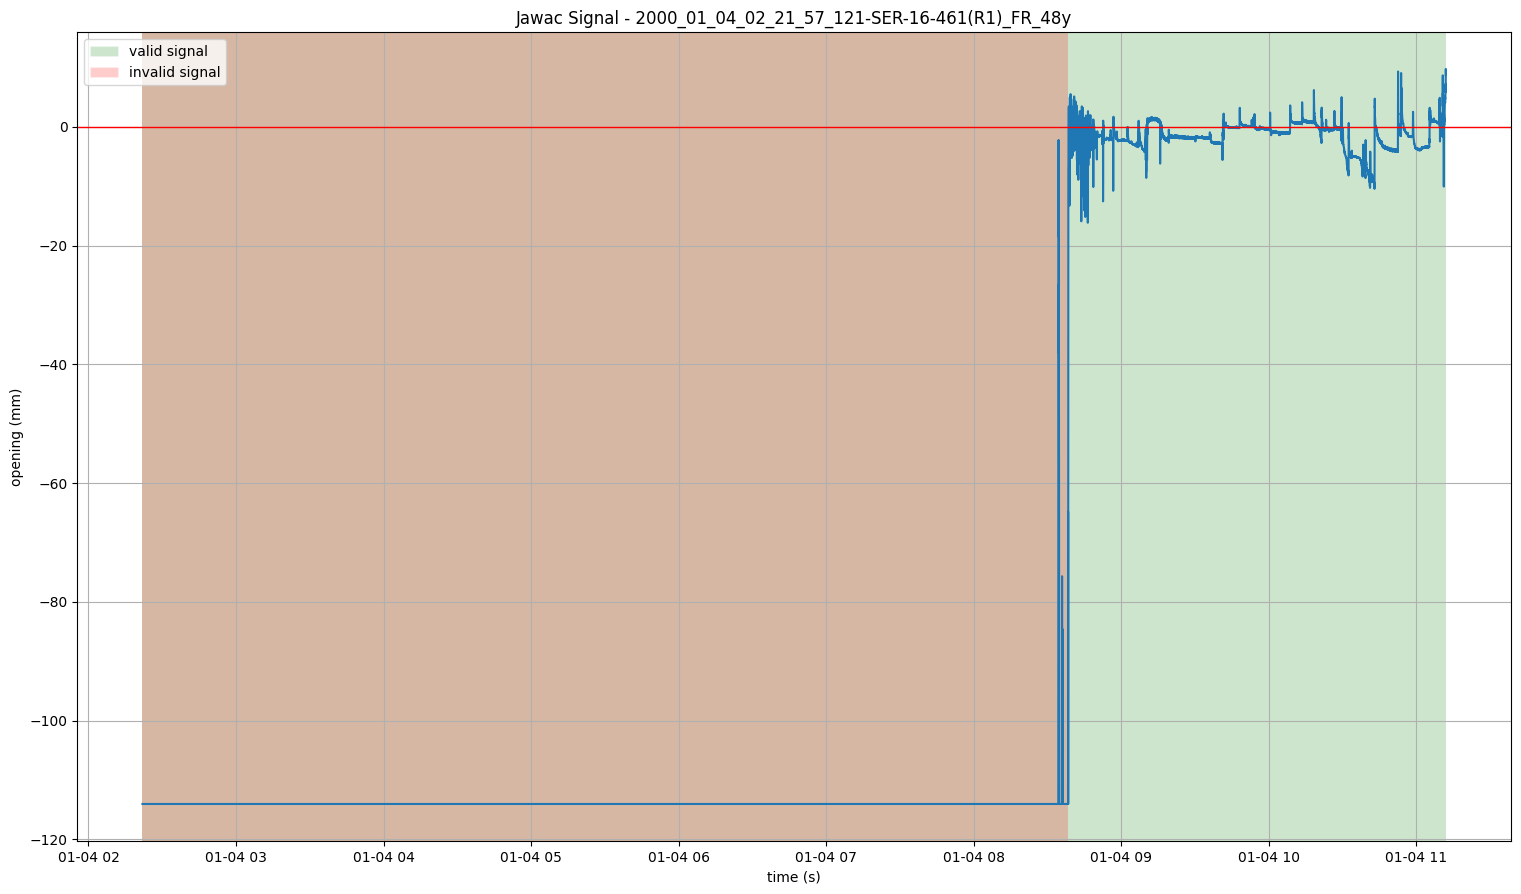 Jawac Signal - 2000_01_04_02_21_57_121-SER-16-461(R1)_FR_48y
valid signal
invalid signal
0
−20
−40
−60
−80
−100
−120
opening (mm)
01-04 02 01-04 03 01-04 04 01-04 05 01-04 06 01-04 07 01-04 08 01-04 09 01-04 10 01-04 11
time (s)